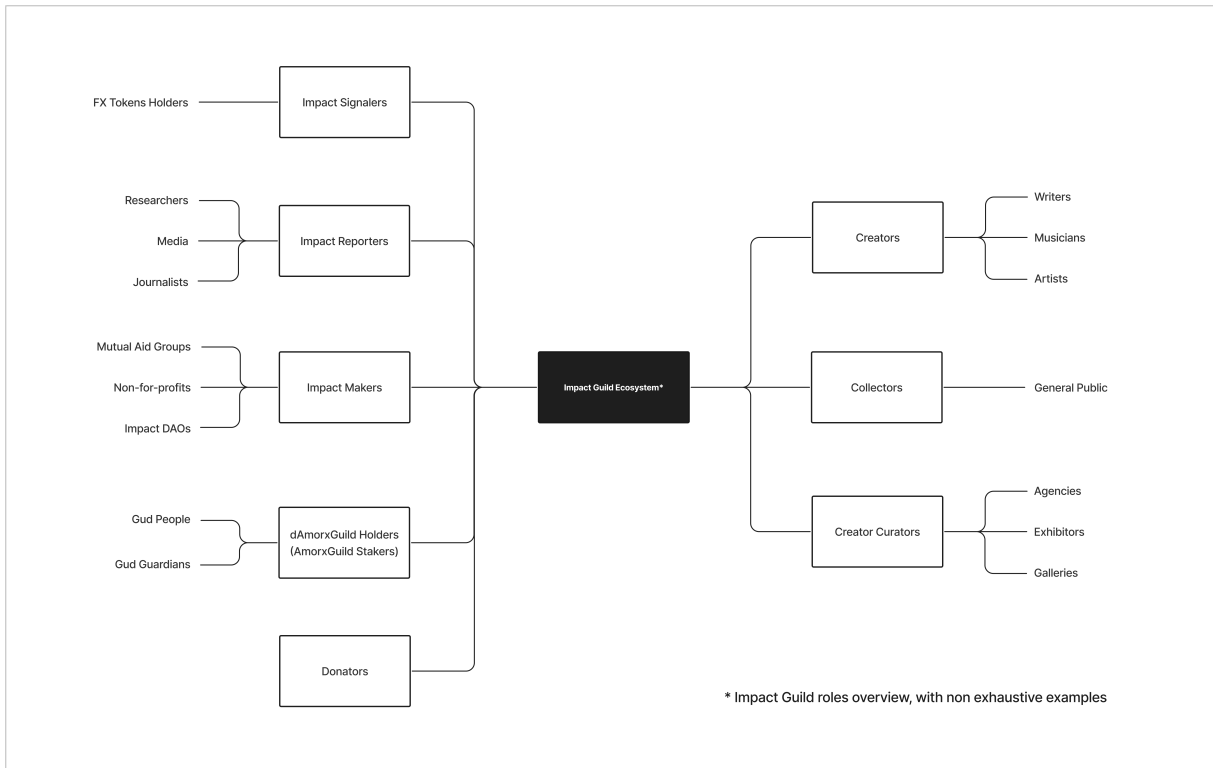 FX Tokens Holders
Impact Signalers
Researchers
Media
Journalists
Impact Reporters
Mutual Aid Groups
Non-for-profits
Impact DAOs
Impact Makers
Gud People
Gud Guardians
dAmorxGuild Holders
(AmorxGuild Stakers)
Donators
Impact Guild Ecosystem*
Creators
Writers
Musicians
Artists
Collectors
General Public
Creator Curators
Agencies
Exhibitors
Galleries
* Impact Guild roles overview, with non exhaustive examples